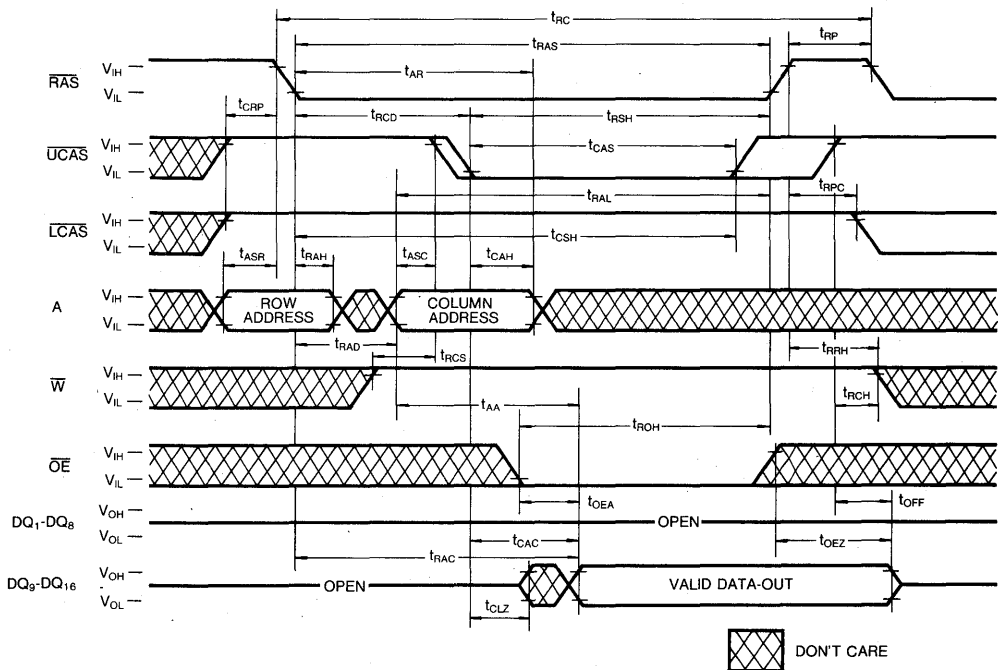 tRC
tRAS
tRP
tAR
RAS VIH
VIL
tCRP
tRCD
tRSH
UCAS VIH
VIL
tCAS
tRAL
tRPC
LCAS VIH
VIL
tCSH
tASR
tRAH
tASC
tCAH
A VIH
VIL
ROW ADDRESS
COLUMN ADDRESS
tRAD
tRCS
tRRH
W VIH
VIL
tAA
tRCH
tROH
OE VIH
VIL
tOEA
tOFF
DQ1-DQ8 VOH
VOL
OPEN
tCAC
tOEZ
tRAC
DQ9-DQ16 VOH
VOL
OPEN
VALID DATA-OUT
tCLZ
DON'T CARE